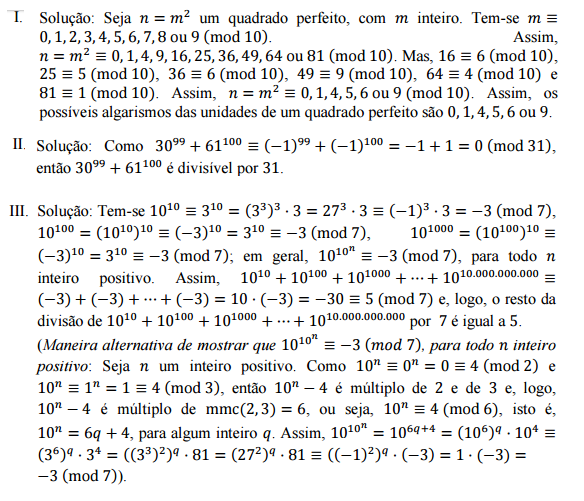 I. Solução: Seja n = m² um quadrado perfeito, com m inteiro. Tem-se m ≡
0, 1, 2, 3, 4, 5, 6, 7, 8 ou 9 (mod 10). Assim,
n = m² ≡ 0, 1, 4, 9, 16, 25, 36, 49, 64 ou 81 (mod 10). Mas, 16 ≡ 6 (mod 10),
25 ≡ 5 (mod 10), 36 ≡ 6 (mod 10), 49 ≡ 9 (mod 10), 64 ≡ 4 (mod 10) e
81 ≡ 1 (mod 10). Assim, n = m² ≡ 0, 1, 4, 5, 6 ou 9 (mod 10). Assim, os
possíveis algarismos das unidades de um quadrado perfeito são 0, 1, 4, 5, 6 ou 9.
II. Solução: Como 30⁹⁹ + 61¹⁰⁰ ≡ (−1)⁹⁹ + (−1)¹⁰⁰ = −1 + 1 = 0 (mod 31),
então 30⁹⁹ + 61¹⁰⁰ é divisível por 31.
III. Solução: Tem-se 10¹⁰ ≡ 3¹⁰ = (3³)³ · 3 = 27³ · 3 ≡ (−1)³ · 3 = −3 (mod 7),
10¹⁰⁰ = (10¹⁰)¹⁰ ≡ (−3)¹⁰ = 3¹⁰ ≡ −3 (mod 7), 10¹⁰⁰⁰ = (10¹⁰⁰)¹⁰ ≡
(−3)¹⁰ = 3¹⁰ ≡ −3 (mod 7); em geral, 10^(10ⁿ) ≡ −3 (mod 7), para todo n
inteiro positivo. Assim, 10¹⁰ + 10¹⁰⁰ + 10¹⁰⁰⁰ + ⋯ + 10^10.000.000.000 ≡
(−3) + (−3) + ⋯ + (−3) = 10 · (−3) = −30 ≡ 5 (mod 7) e, logo, o resto da
divisão de 10¹⁰ + 10¹⁰⁰ + 10¹⁰⁰⁰ + ⋯ + 10^10.000.000.000 por 7 é igual a 5.
(Maneira alternativa de mostrar que 10^(10ⁿ) ≡ −3 (mod 7), para todo n inteiro
positivo: Seja n um inteiro positivo. Como 10ⁿ ≡ 0ⁿ = 0 ≡ 4 (mod 2) e
10ⁿ ≡ 1ⁿ = 1 ≡ 4 (mod 3), então 10ⁿ − 4 é múltiplo de 2 e de 3 e, logo,
10ⁿ − 4 é múltiplo de mmc(2, 3) = 6, ou seja, 10ⁿ ≡ 4 (mod 6), isto é,
10ⁿ = 6q + 4, para algum inteiro q. Assim, 10^(10ⁿ) = 10^(6q+4) = (10⁶)^q · 10⁴ ≡
(3⁶)^q · 3⁴ = ((3³)²)^q · 81 = (27²)^q · 81 ≡ ((−1)²)^q · (−3) = 1 · (−3) =
−3 (mod 7)).